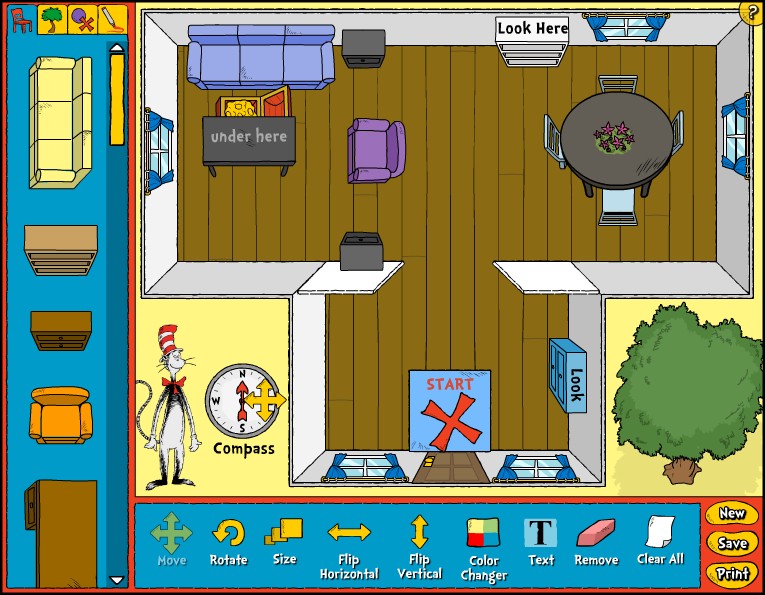 ?
Look Here
under here
START
Look
N
W
S
Compass
Move
Rotate
Size
Flip
Horizontal
Flip
Vertical
Color
Changer
T
Text
Remove
Clear All
New
Save
Print